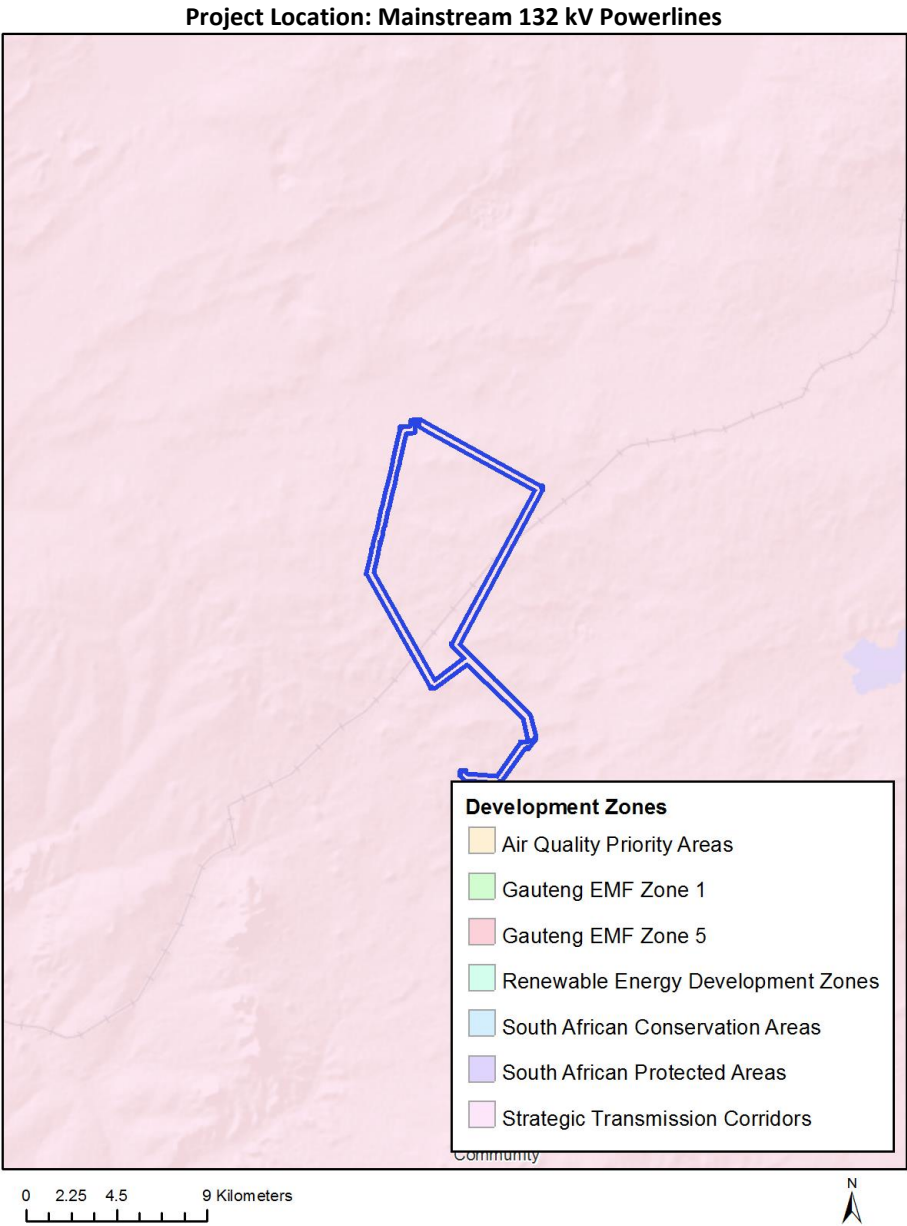 Project Location: Mainstream 132 kV Powerlines
Development Zones
Air Quality Priority Areas
Gauteng EMF Zone 1
Gauteng EMF Zone 5
Renewable Energy Development Zones
South African Conservation Areas
South African Protected Areas
Strategic Transmission Corridors
Community
0 2.25 4.5 9 Kilometers
N